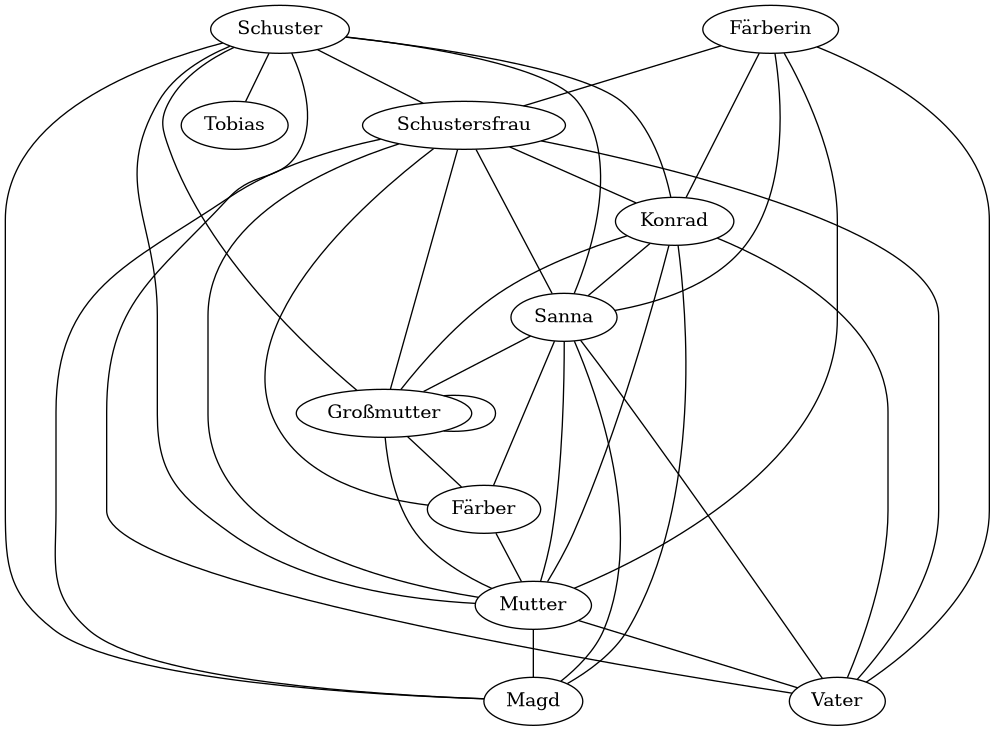 Schuster
Färberin
Tobias
Schustersfrau
Konrad
Sanna
Großmutter
Färber
Mutter
Magd
Vater